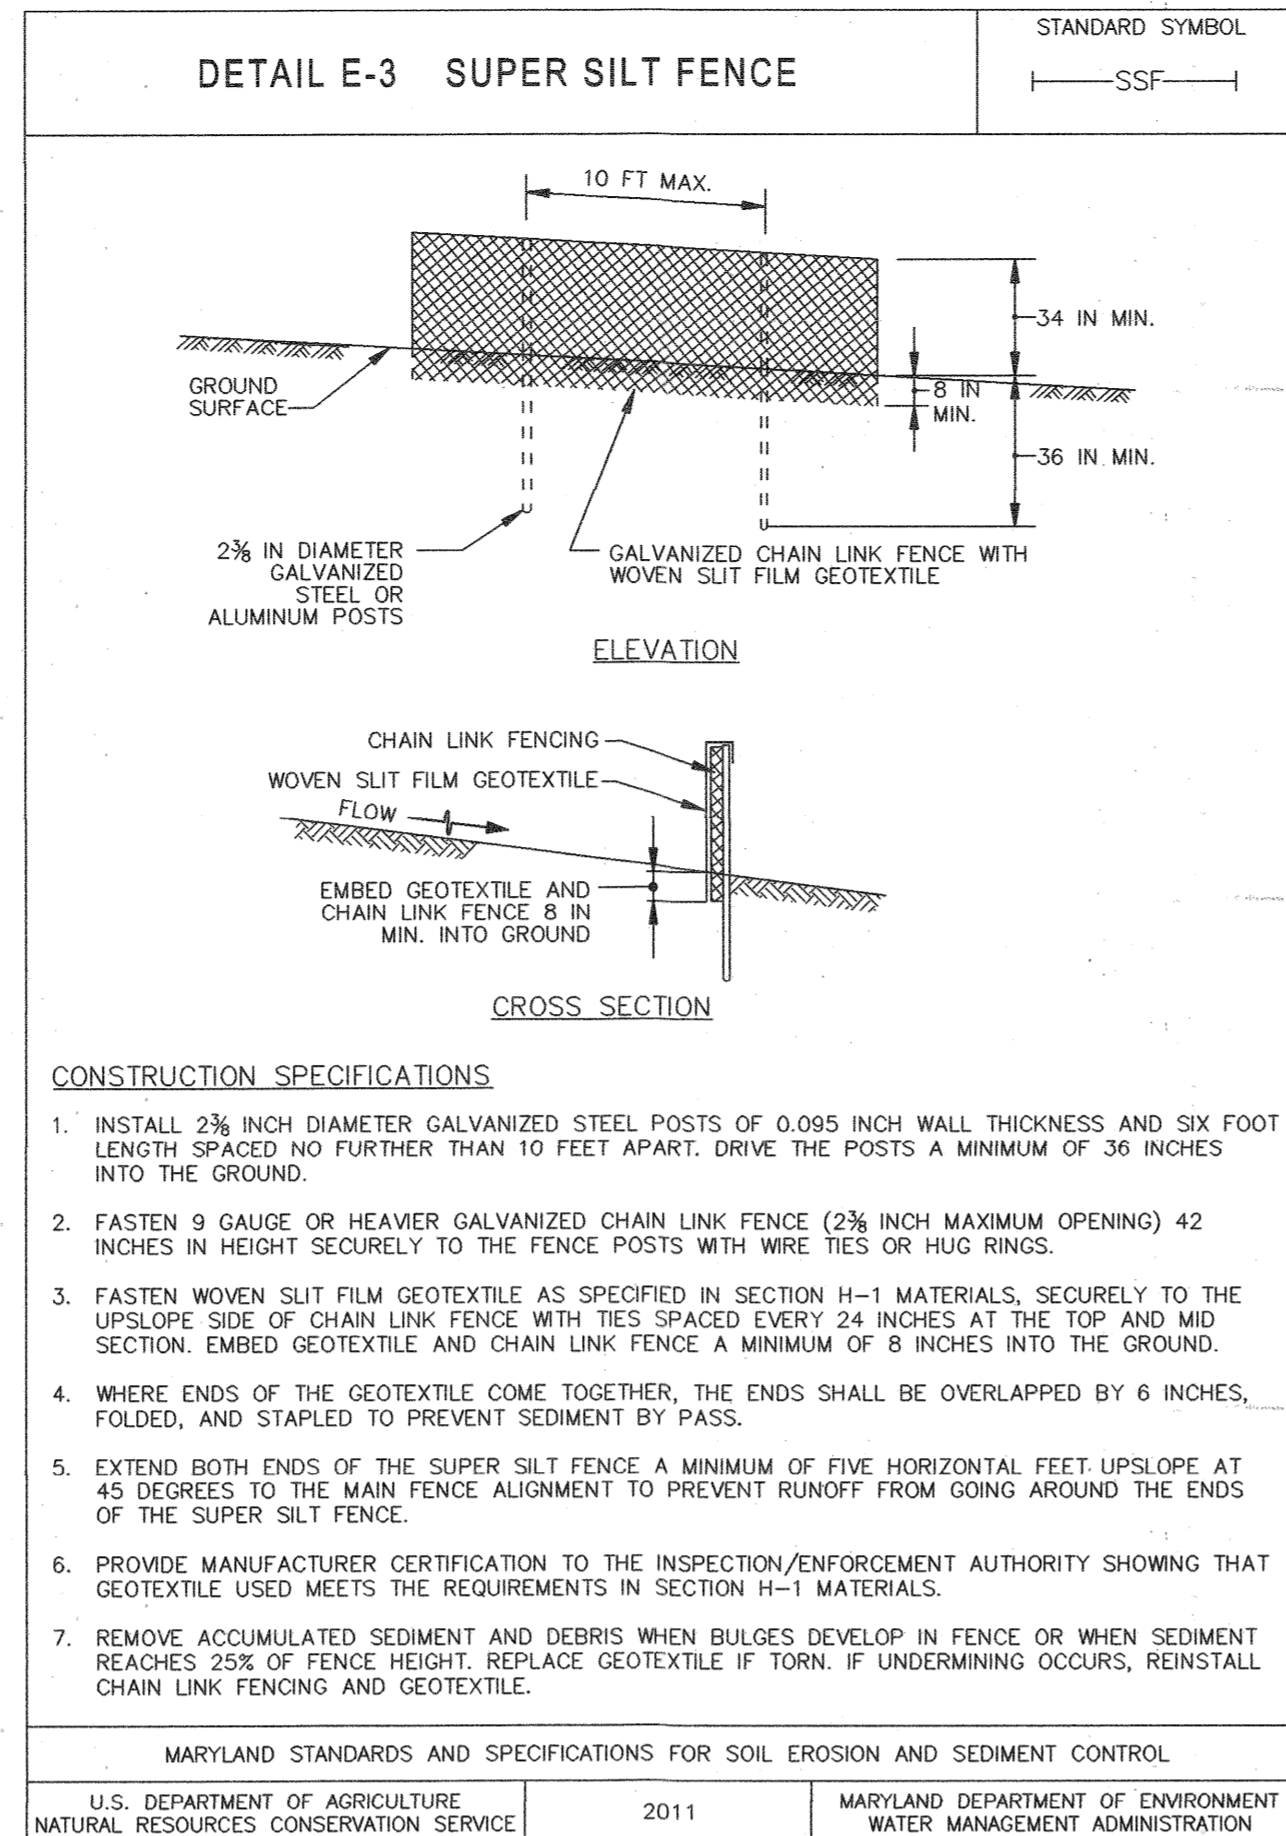 DETAIL E-3 SUPER SILT FENCE
STANDARD SYMBOL
SSF
10 FT MAX.
34 IN MIN.
GROUND
SURFACE
8 IN
MIN.
36 IN MIN.
2⅜ IN DIAMETER
GALVANIZED
STEEL OR
ALUMINUM POSTS
GALVANIZED CHAIN LINK FENCE WITH
WOVEN SLIT FILM GEOTEXTILE
ELEVATION
CHAIN LINK FENCING
WOVEN SLIT FILM GEOTEXTILE
FLOW
EMBED GEOTEXTILE AND
CHAIN LINK FENCE 8 IN
MIN. INTO GROUND
CROSS SECTION
CONSTRUCTION SPECIFICATIONS
1. INSTALL 2⅜ INCH DIAMETER GALVANIZED STEEL POSTS OF 0.095 INCH WALL THICKNESS AND SIX FOOT
LENGTH SPACED NO FURTHER THAN 10 FEET APART. DRIVE THE POSTS A MINIMUM OF 36 INCHES
INTO THE GROUND.
2. FASTEN 9 GAUGE OR HEAVIER GALVANIZED CHAIN LINK FENCE (2⅜ INCH MAXIMUM OPENING) 42
INCHES IN HEIGHT SECURELY TO THE FENCE POSTS WITH WIRE TIES OR HUG RINGS.
3. FASTEN WOVEN SLIT FILM GEOTEXTILE AS SPECIFIED IN SECTION H-1 MATERIALS, SECURELY TO THE
UPSLOPE SIDE OF CHAIN LINK FENCE WITH TIES SPACED EVERY 24 INCHES AT THE TOP AND MID
SECTION. EMBED GEOTEXTILE AND CHAIN LINK FENCE A MINIMUM OF 8 INCHES INTO THE GROUND.
4. WHERE ENDS OF THE GEOTEXTILE COME TOGETHER, THE ENDS SHALL BE OVERLAPPED BY 6 INCHES,
FOLDED, AND STAPLED TO PREVENT SEDIMENT BY PASS.
5. EXTEND BOTH ENDS OF THE SUPER SILT FENCE A MINIMUM OF FIVE HORIZONTAL FEET UPSLOPE AT
45 DEGREES TO THE MAIN FENCE ALIGNMENT TO PREVENT RUNOFF FROM GOING AROUND THE ENDS
OF THE SUPER SILT FENCE.
6. PROVIDE MANUFACTURER CERTIFICATION TO THE INSPECTION/ENFORCEMENT AUTHORITY SHOWING THAT
GEOTEXTILE USED MEETS THE REQUIREMENTS IN SECTION H-1 MATERIALS.
7. REMOVE ACCUMULATED SEDIMENT AND DEBRIS WHEN BULGES DEVELOP IN FENCE OR WHEN SEDIMENT
REACHES 25% OF FENCE HEIGHT. REPLACE GEOTEXTILE IF TORN. IF UNDERMINING OCCURS, REINSTALL
CHAIN LINK FENCING AND GEOTEXTILE.
MARYLAND STANDARDS AND SPECIFICATIONS FOR SOIL EROSION AND SEDIMENT CONTROL
U.S. DEPARTMENT OF AGRICULTURE
NATURAL RESOURCES CONSERVATION SERVICE
2011
MARYLAND DEPARTMENT OF ENVIRONMENT
WATER MANAGEMENT ADMINISTRATION